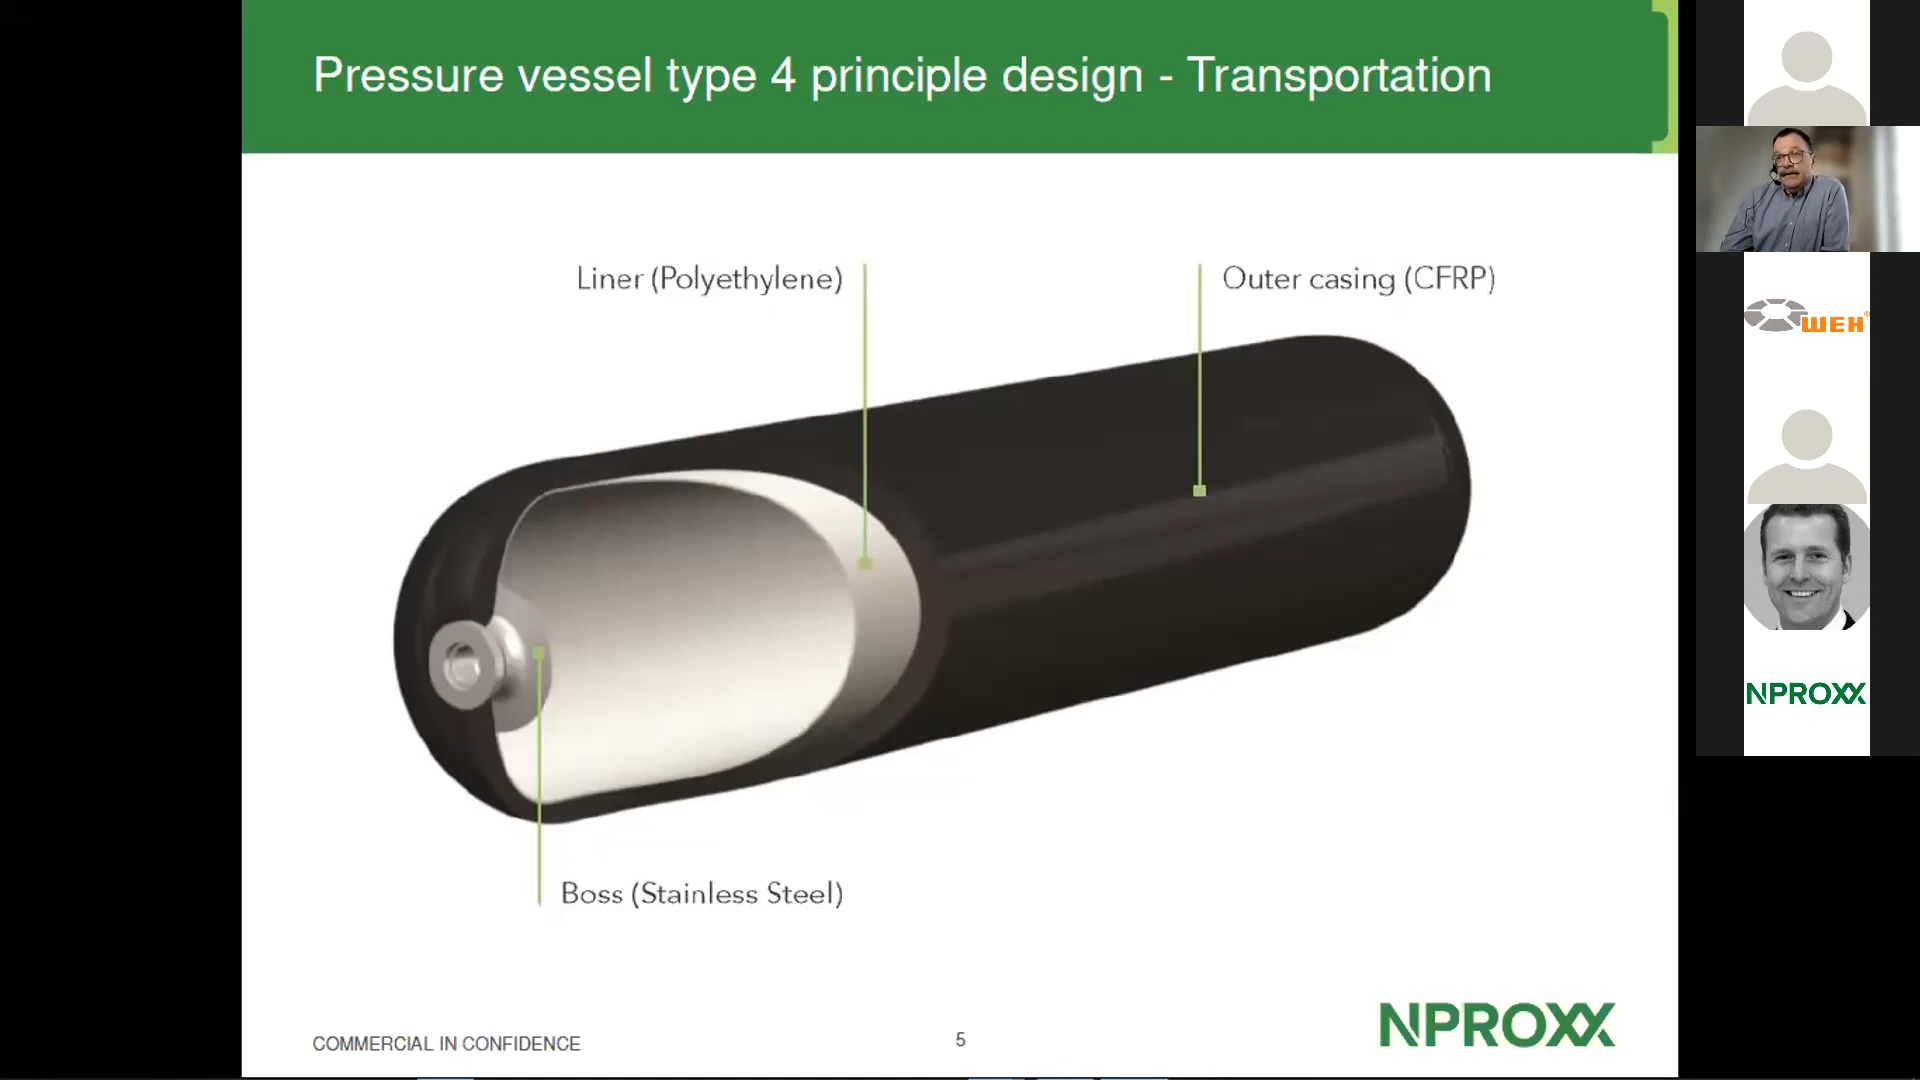 Pressure vessel type 4 principle design - Transportation
Liner (Polyethylene)
Outer casing (CFRP)
Boss (Stainless Steel)
COMMERCIAL IN CONFIDENCE
5
NPROXX
WEH®
NPROXX